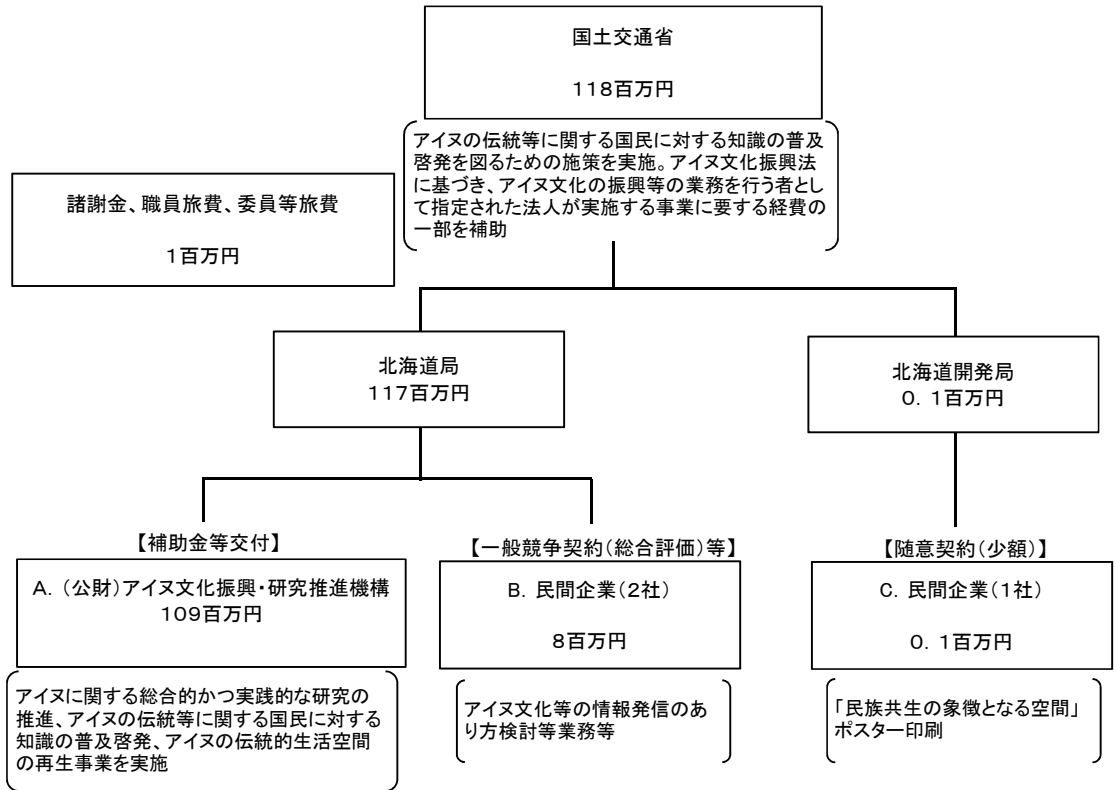 国土交通省
118百万円
アイヌの伝統等に関する国民に対する知識の普及
啓発を図るための施策を実施。アイヌ文化振興法
に基づき、アイヌ文化の振興等の業務を行う者とし
て指定された法人が実施する事業に要する経費の
一部を補助
諸謝金、職員旅費、委員等旅費
1百万円
北海道局
117百万円
北海道開発局
0.1百万円
【補助金等交付】
A.(公財)アイヌ文化振興・研究推進機構
109百万円
アイヌに関する総合的かつ実践的な研究の
推進、アイヌの伝統等に関する国民に対する
知識の普及啓発、アイヌの伝統的生活空間
の再生事業を実施
【一般競争契約(総合評価)等】
B.民間企業(2社)
8百万円
アイヌ文化等の情報発信のあ
り方検討等業務等
【随意契約(少額)】
C.民間企業(1社)
0.1百万円
「民族共生の象徴となる空間」
ポスター印刷